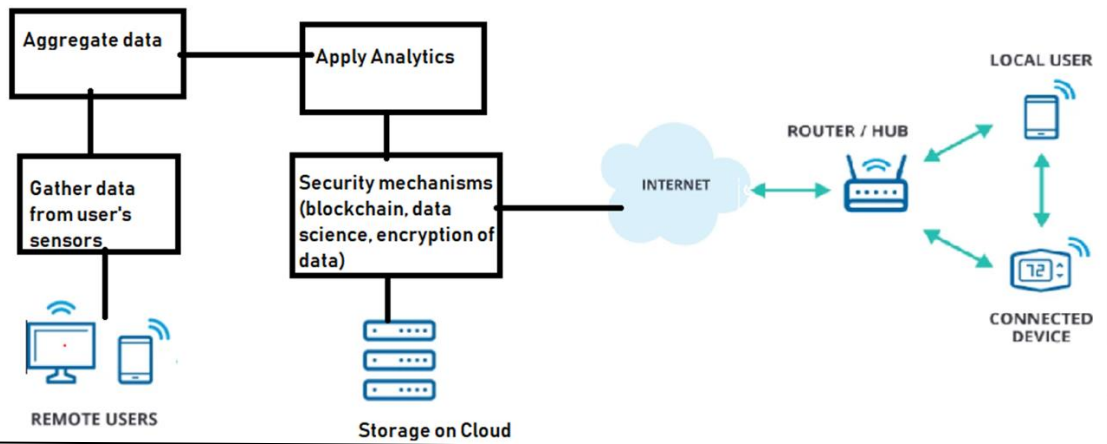 Aggregate data
Apply Analytics
Gather data
from user's
sensors
Security mechanisms
(blockchain, data
science, encryption of
data)
REMOTE USERS
Storage on Cloud
INTERNET
ROUTER / HUB
LOCAL USER
72
CONNECTED
DEVICE